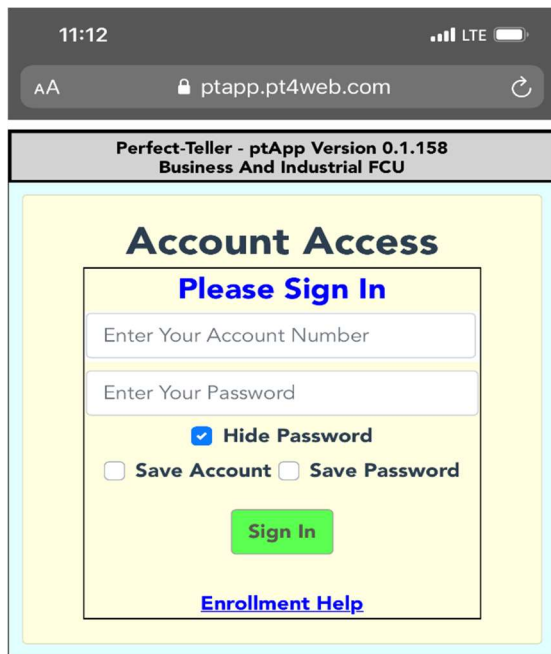 11:12 LTE
AA ptapp.pt4web.com
Perfect-Teller - ptApp Version 0.1.158
Business And Industrial FCU
Account Access
Please Sign In
Enter Your Account Number
Enter Your Password
Hide Password
Save Account Save Password
Sign In
Enrollment Help